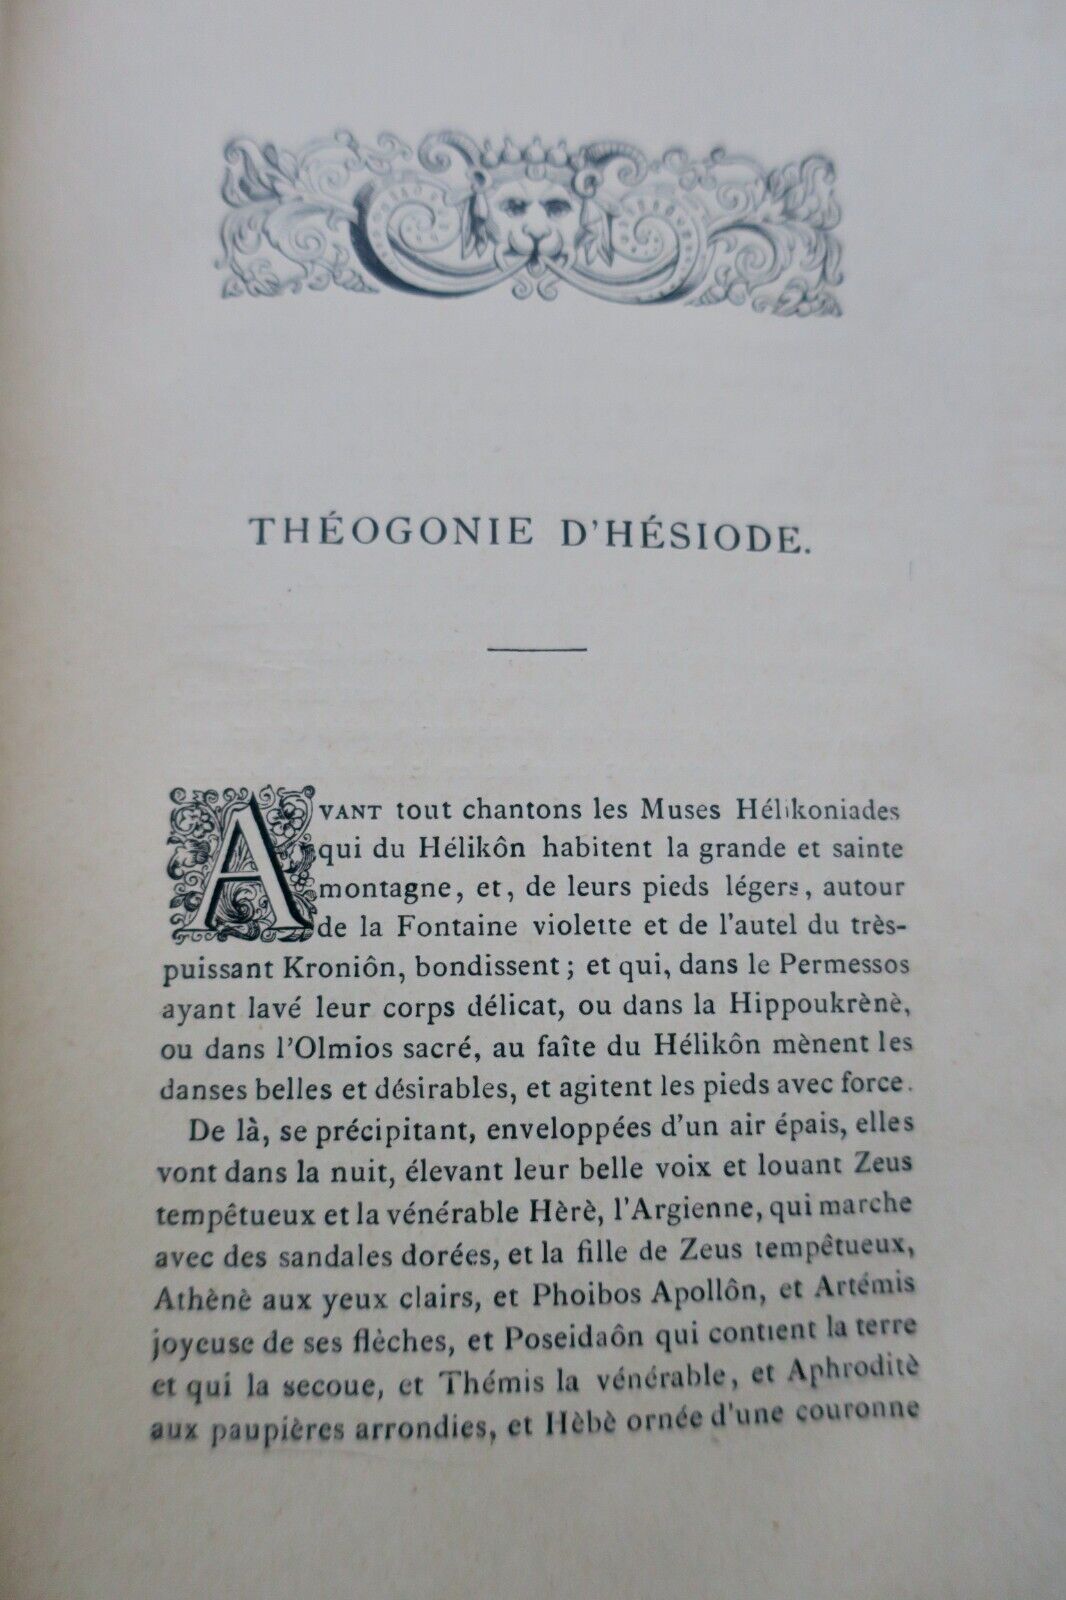 THÉOGONIE D'HÉSIODE.
AVANT tout chantons les Muses Hélikoniades
qui du Hélikôn habitent la grande et sainte
montagne, et, de leurs pieds légers, autour
de la Fontaine violette et de l'autel du très-
puissant Kroniôn, bondissent; et qui, dans le Permessos
ayant lavé leur corps délicat, ou dans la Hippoukrènè,
ou dans l'Olmios sacré, au faîte du Hélikôn mènent les
danses belles et désirables, et agitent les pieds avec force.
De là, se précipitant, enveloppées d'un air épais, elles
vont dans la nuit, élevant leur belle voix et louant Zeus
tempêtueux et la vénérable Hèrè, l'Argienne, qui marche
avec des sandales dorées, et la fille de Zeus tempêtueux,
Athènè aux yeux clairs, et Phoibos Apollôn, et Artémis
joyeuse de ses flèches, et Poseidaôn qui contient la terre
et qui la secoue, et Thémis la vénérable, et Aphroditè
aux paupières arrondies, et Hèbè ornée d'une couronne